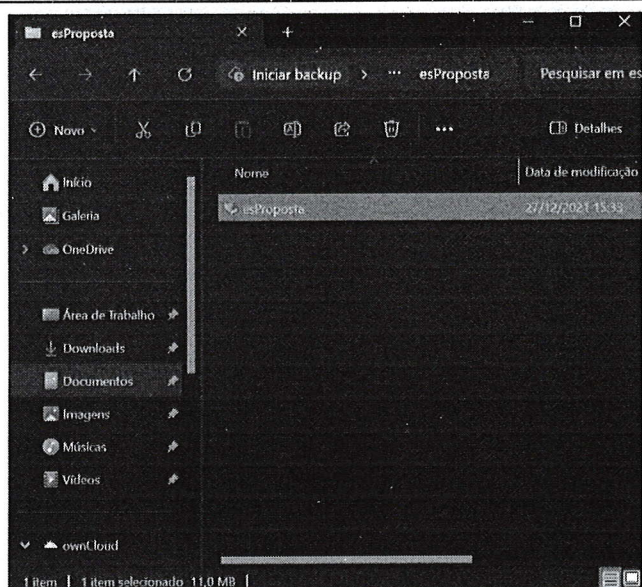 esProposta
Iniciar backup > ··· esProposta Pesquisar em es
Novo Detalhes
Nome Data de modificação
esProposta 27/12/2021 15:33
Início
Galeria
OneDrive
Área de Trabalho
Downloads
Documentos
Imagens
Músicas
Vídeos
ownCloud
1 item | 1 item selecionado 11,0 MB |